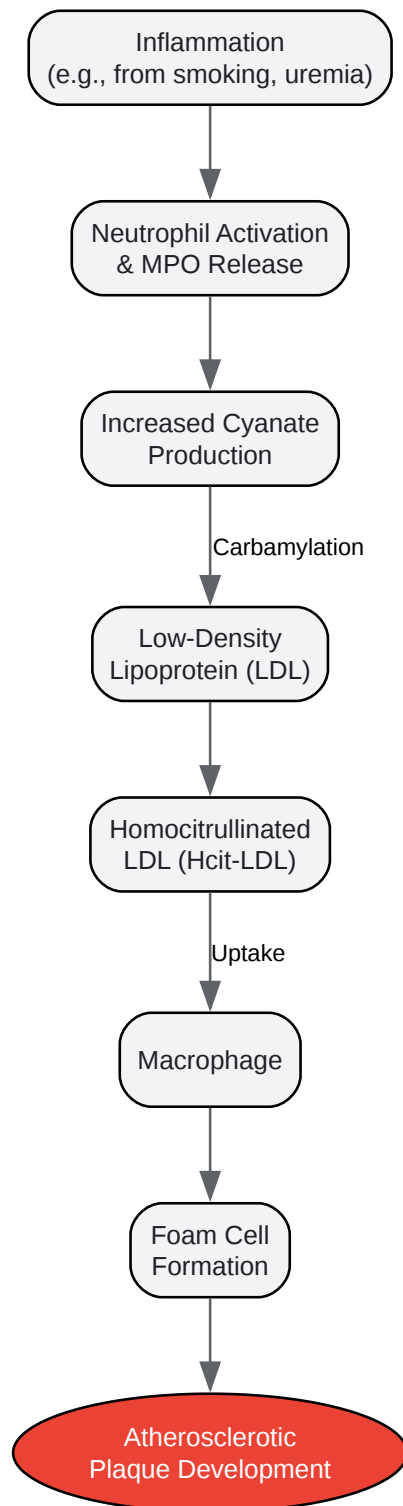 Inflammation
(e.g., from smoking, uremia)
Neutrophil Activation
& MPO Release
Increased Cyanate
Production
Carbamylation
Low-Density
Lipoprotein (LDL)
Homocitrullinated
LDL (Hcit-LDL)
Uptake
Macrophage
Foam Cell
Formation
Atherosclerotic
Plaque Development